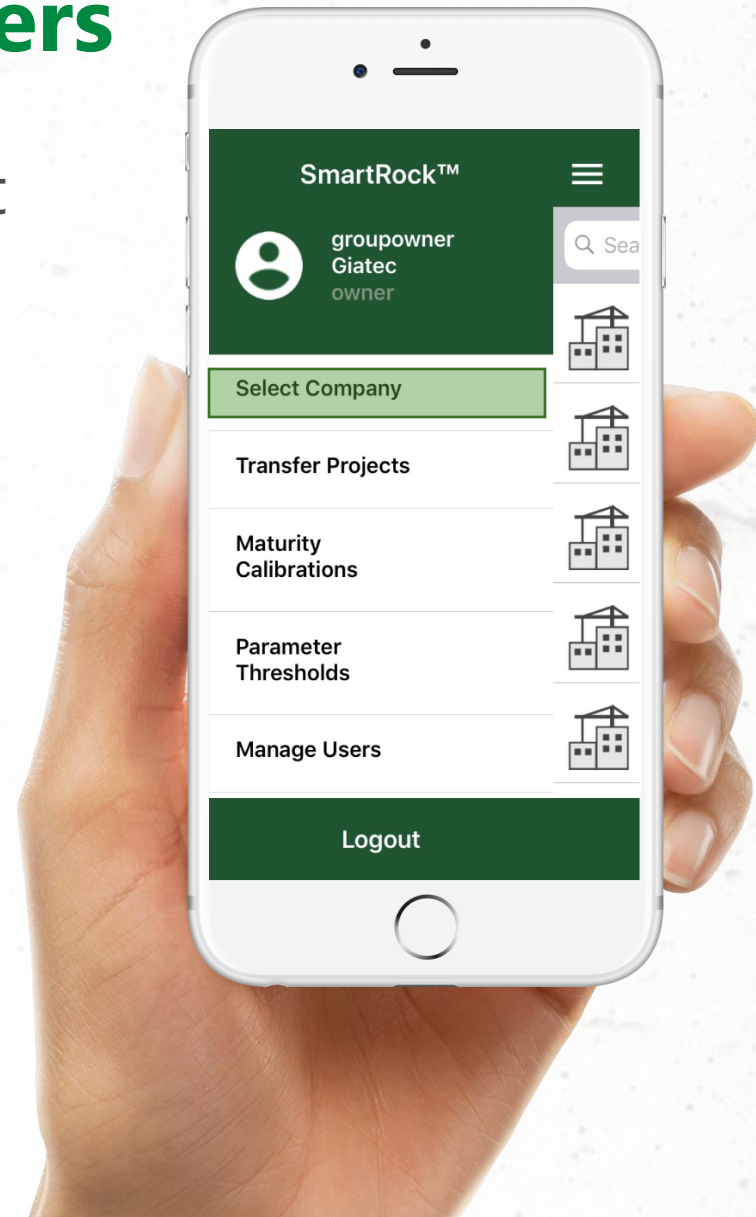 ers
t
SmartRock™
groupowner
Giatec
owner
Sea
Select Company
Transfer Projects
Maturity
Calibrations
Parameter
Thresholds
Manage Users
Logout